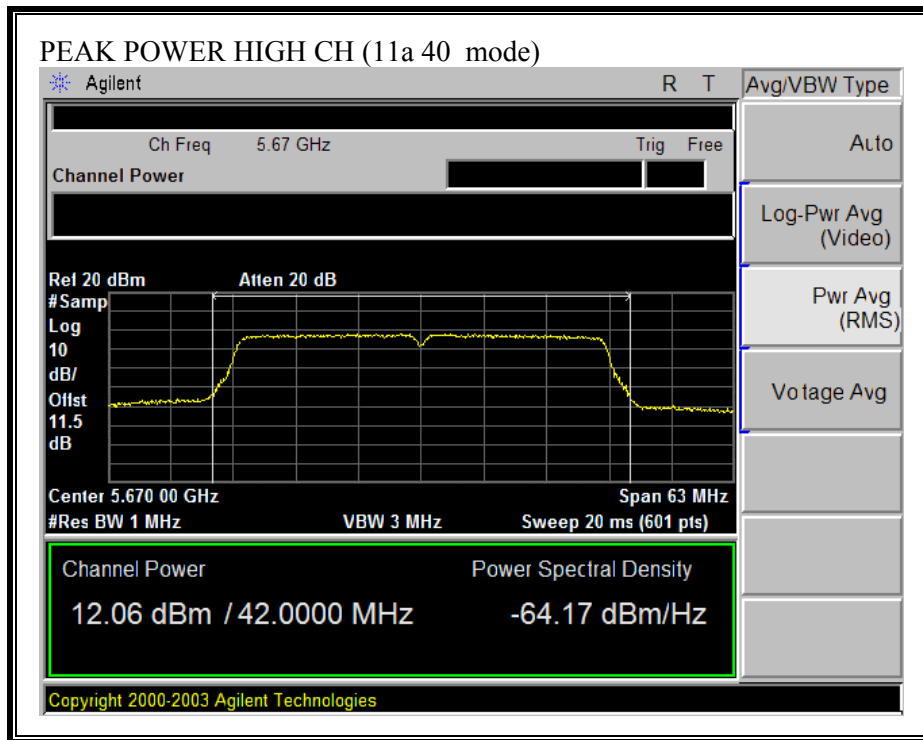 PEAK POWER HIGH CH (11a 40 mode)
Agilent R T
Avg/VBW Type
Ch Freq 5.67 GHz Trig Free
Channel Power
Auto
Log-Pwr Avg
(Video)
Pwr Avg
(RMS)
Votage Avg
Ref 20 dBm Atten 20 dB
#Samp
Log
10
dB/
Offst
11.5
dB
Center 5.670 00 GHz Span 63 MHz
#Res BW 1 MHz VBW 3 MHz Sweep 20 ms (601 pts)
Channel Power Power Spectral Density
12.06 dBm / 42.0000 MHz -64.17 dBm/Hz
Copyright 2000-2003 Agilent Technologies